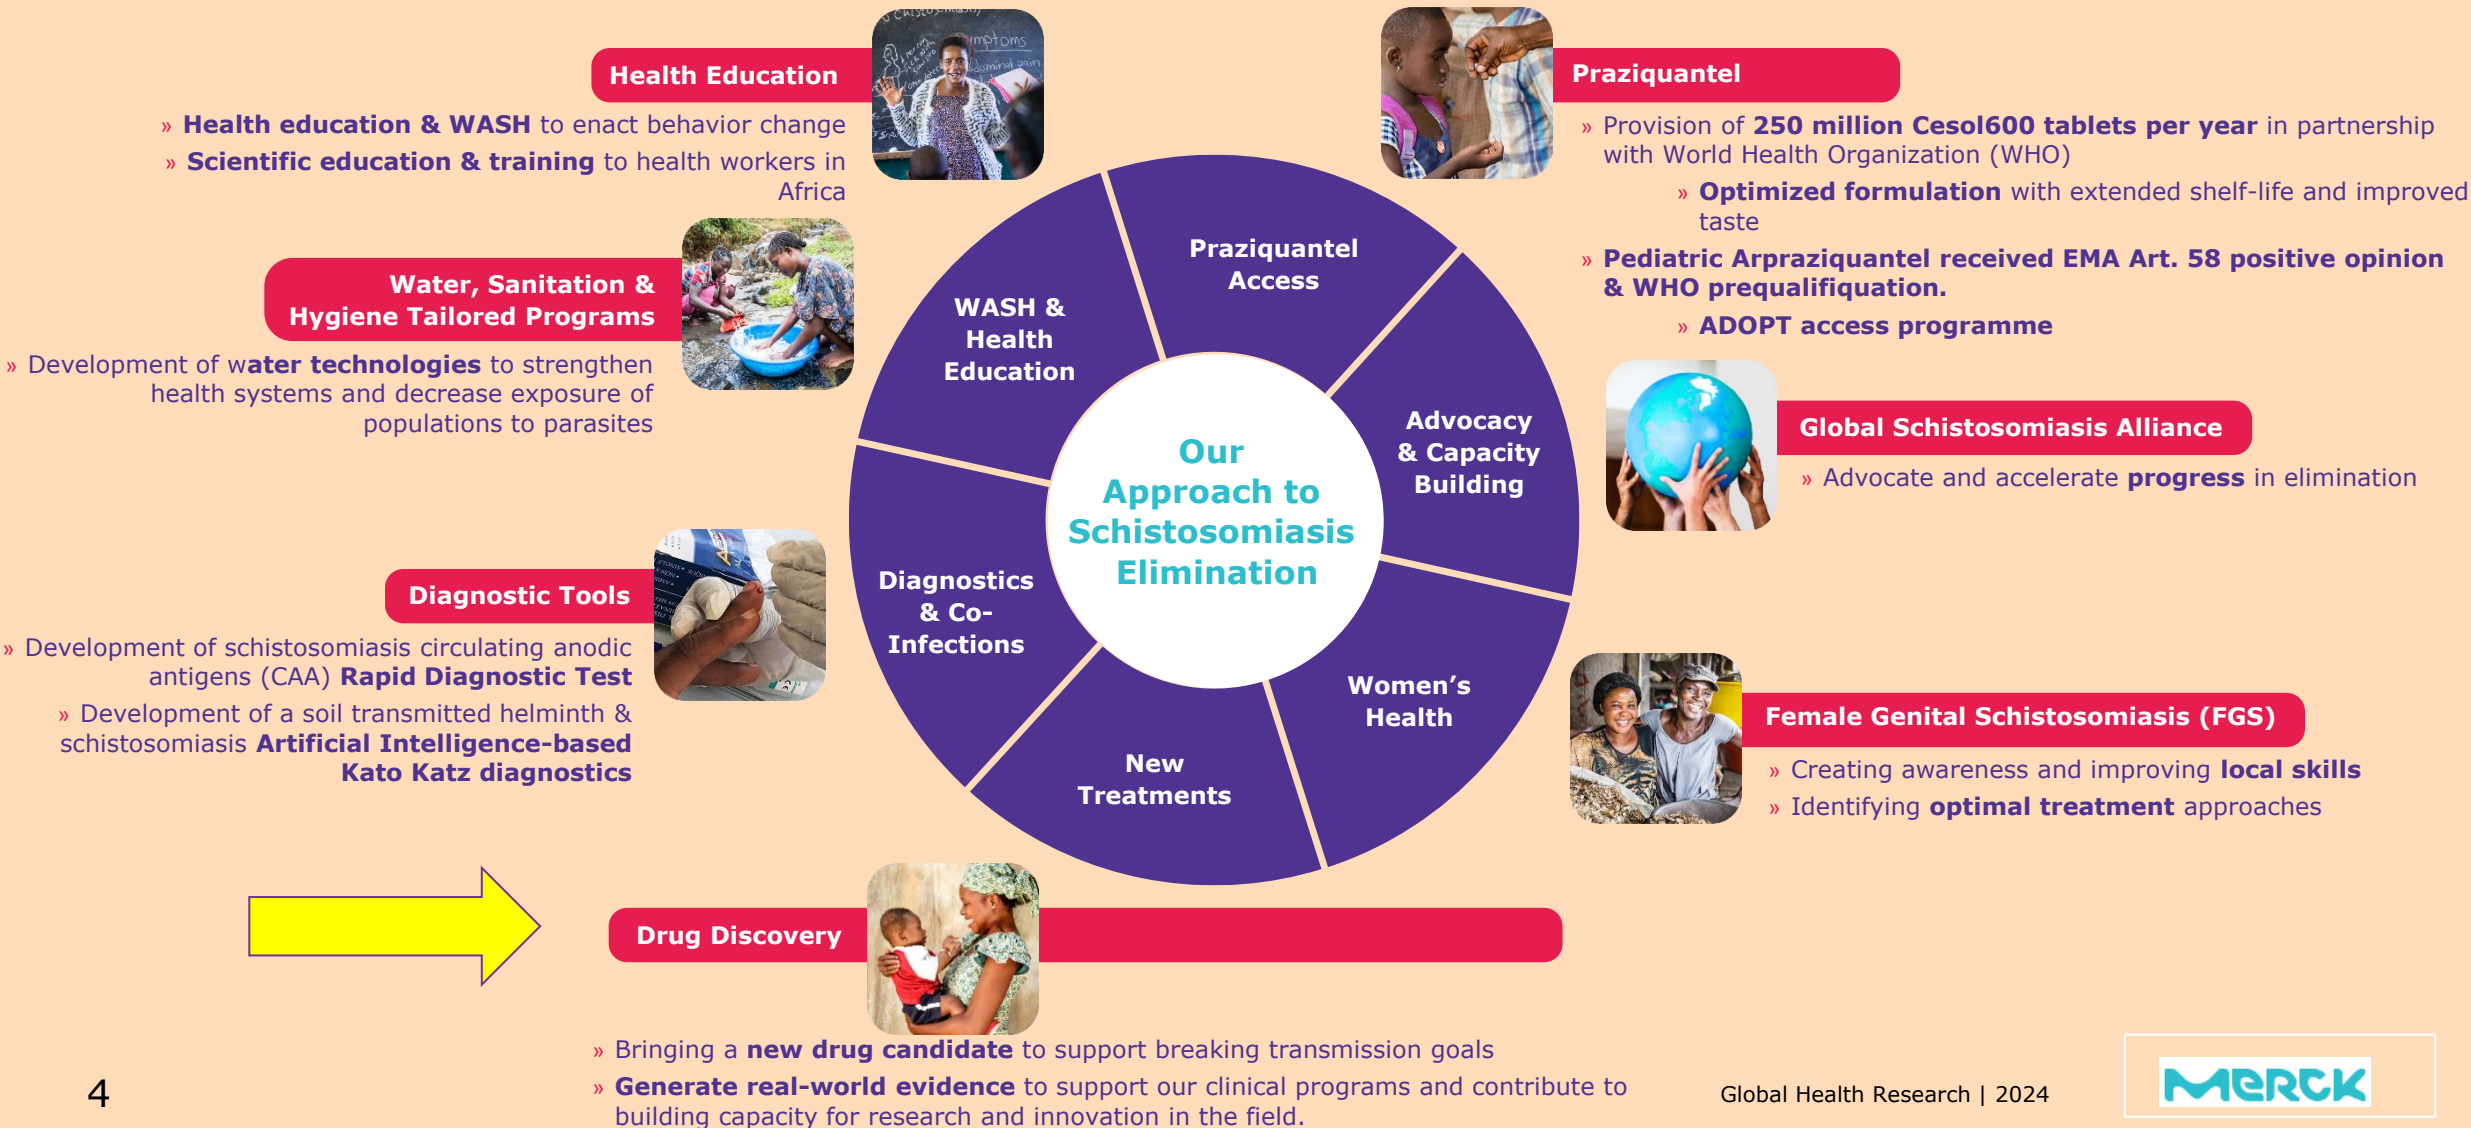 Health Education
» Health education & WASH to enact behavior change
» Scientific education & training to health workers in
Africa
Water, Sanitation &
Hygiene Tailored Programs
» Development of water technologies to strengthen
health systems and decrease exposure of
populations to parasites
Diagnostic Tools
» Development of schistosomiasis circulating anodic
antigens (CAA) Rapid Diagnostic Test
» Development of a soil transmitted helminth &
schistosomiasis Artificial Intelligence-based
Kato Katz diagnostics
Praziquantel
Access
WASH &
Health
Education
Advocacy
& Capacity
Building
Our
Approach to
Schistosomiasis
Elimination
Diagnostics
& Co-
Infections
Women’s
Health
New
Treatments
Praziquantel
» Provision of 250 million Cesol600 tablets per year in partnership
with World Health Organization (WHO)
» Optimized formulation with extended shelf-life and improved
taste
» Pediatric Arpraziquantel received EMA Art. 58 positive opinion
& WHO prequalifiquation.
» ADOPT access programme
Global Schistosomiasis Alliance
» Advocate and accelerate progress in elimination
Female Genital Schistosomiasis (FGS)
» Creating awareness and improving local skills
» Identifying optimal treatment approaches
Drug Discovery
» Bringing a new drug candidate to support breaking transmission goals
» Generate real-world evidence to support our clinical programs and contribute to
building capacity for research and innovation in the field.
4
Global Health Research | 2024
MERCK